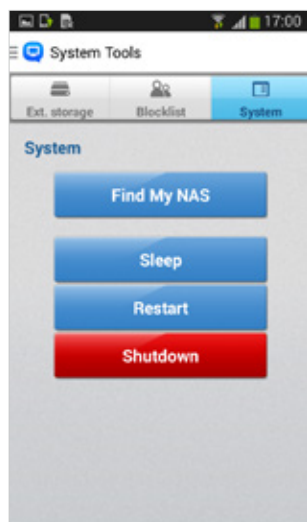 17:00
System Tools
Ext. storage Blocklist System
System
Find My NAS
Sleep
Restart
Shutdown